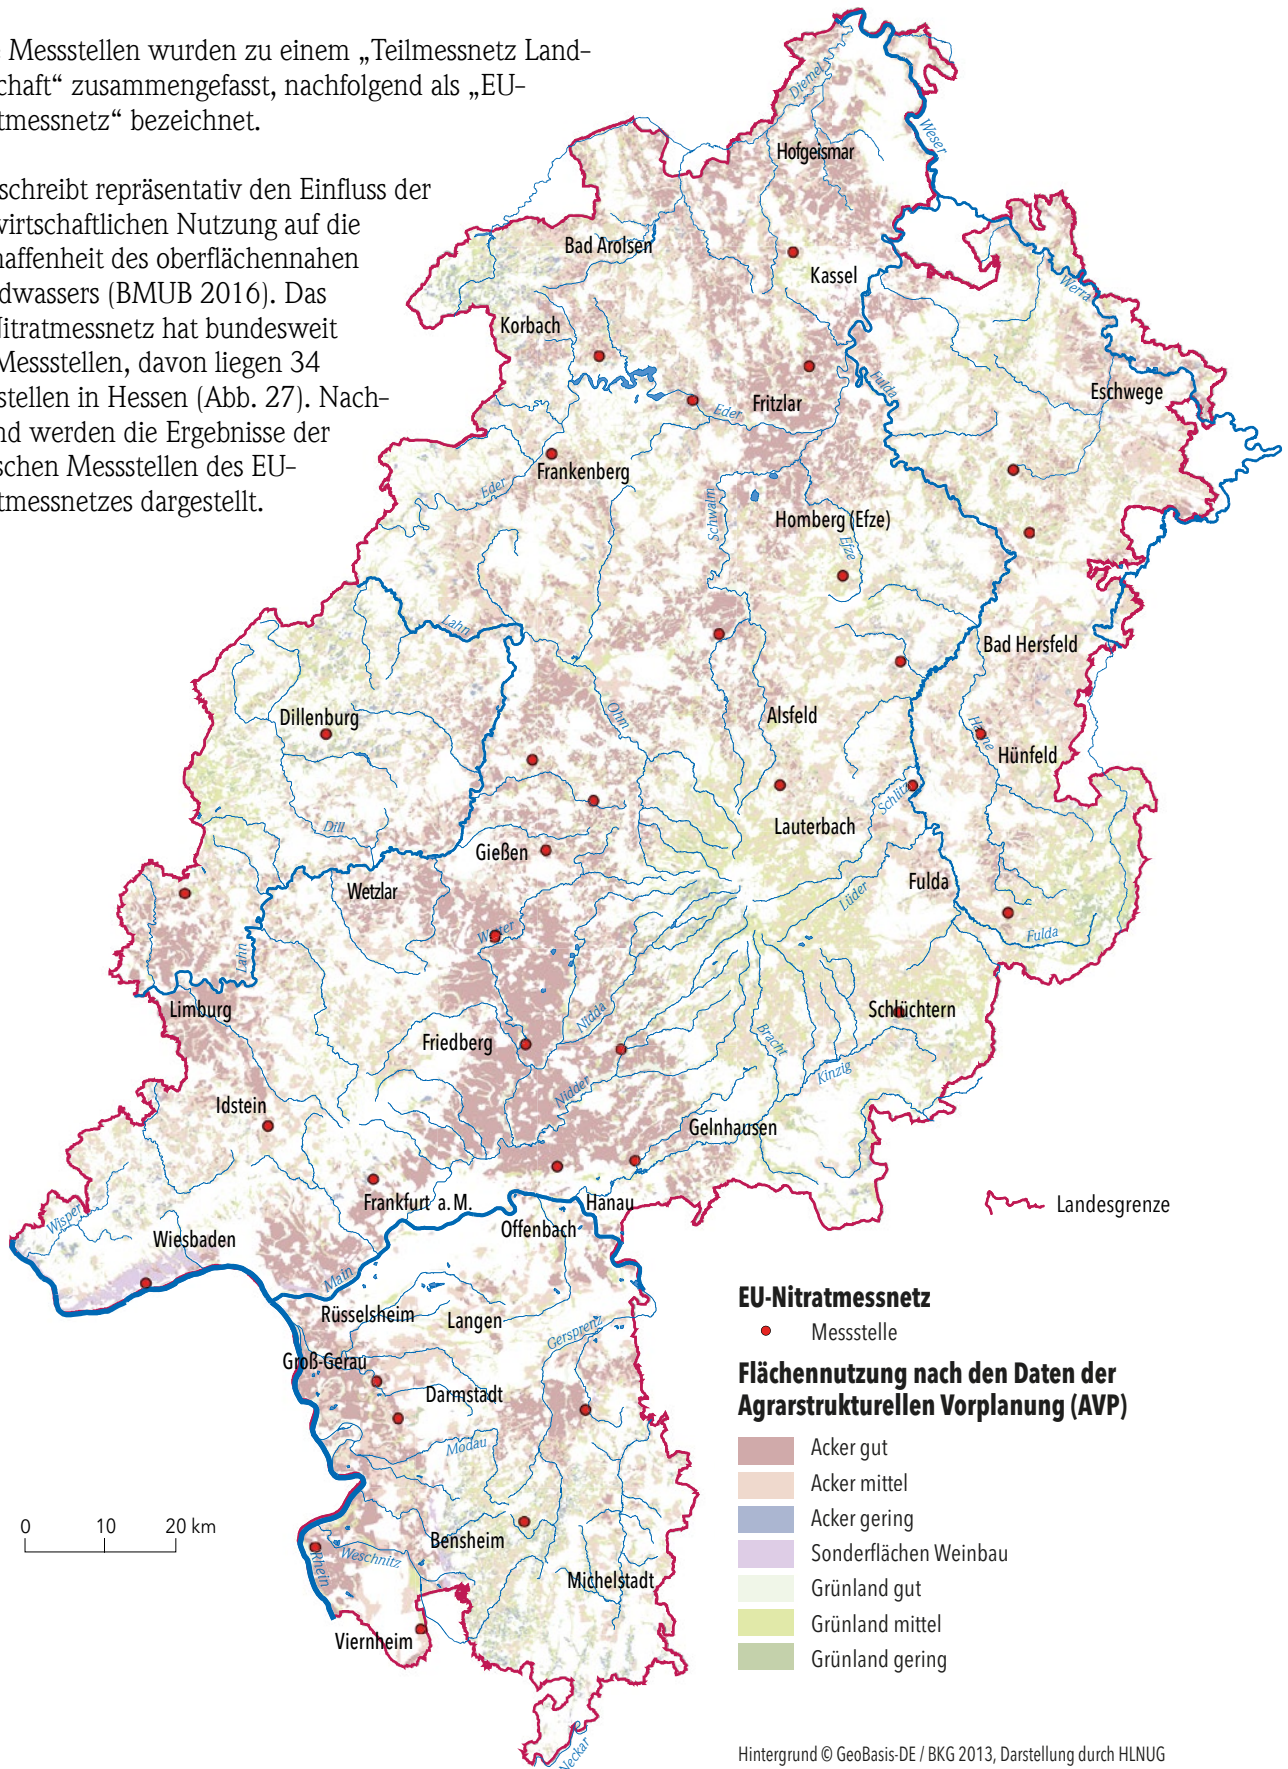 Messstellen wurden zu einem „Teilmessnetz Land-
chaft“ zusammengefasst, nachfolgend als „EU-
tmessnetz“ bezeichnet.
schreibt repräsentativ den Einfluss der
wirtschaftlichen Nutzung auf die
haffenheit des oberflächennahen
dwassers (BMUB 2016). Das
Nitratmessnetz hat bundesweit
Messstellen, davon liegen 34
stellen in Hessen (Abb. 27). Nach-
nd werden die Ergebnisse der
schen Messstellen des EU-
tmessnetzes dargestellt.
Diemel
Weser
Hofgeismar
Bad Arolsen
Kassel
Werra
Korbach
Fulda
Eschwege
Fritzlar
Eder
Frankenberg
Eder
Schwalm
Homberg (Efze)
Efze
Lahn
Bad Hersfeld
Ohm
Alsfeld
Dillenburg
Haune
Hünfeld
Schlitz
Lauterbach
Dill
Gießen
Wetzlar
Fulda
Lüder
Wetter
Fulda
Lahn
Limburg
Schlüchtern
Nidda
Friedberg
Bracht
Kinzig
Nidder
Idstein
Gelnhausen
Frankfurt a. M.
Hanau
Landesgrenze
Wisper
Offenbach
Wiesbaden
Main
Rüsselsheim
Langen
Gersprenz
Groß-Gerau
Darmstadt
Modau
Bensheim
Weschnitz
Rhein
Michelstadt
Viernheim
Neckar
0 10 20 km
EU-Nitratmessnetz
Messstelle
Flächennutzung nach den Daten der
Agrarstrukturellen Vorplanung (AVP)
Acker gut
Acker mittel
Acker gering
Sonderflächen Weinbau
Grünland gut
Grünland mittel
Grünland gering
Hintergrund © GeoBasis-DE / BKG 2013, Darstellung durch HLNUG